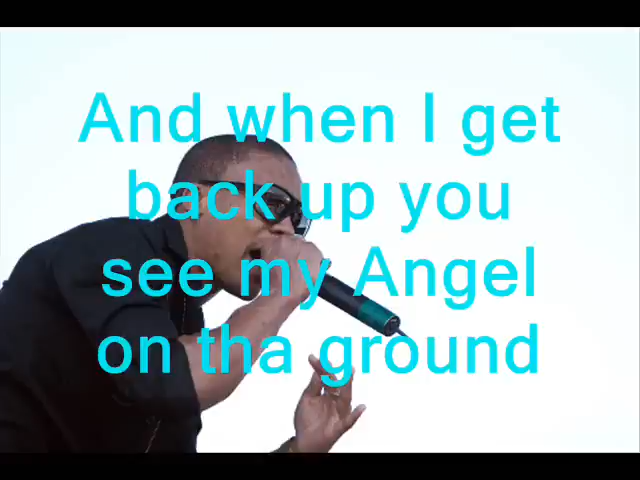 And when I get
back up you
see my Angel
on tha ground